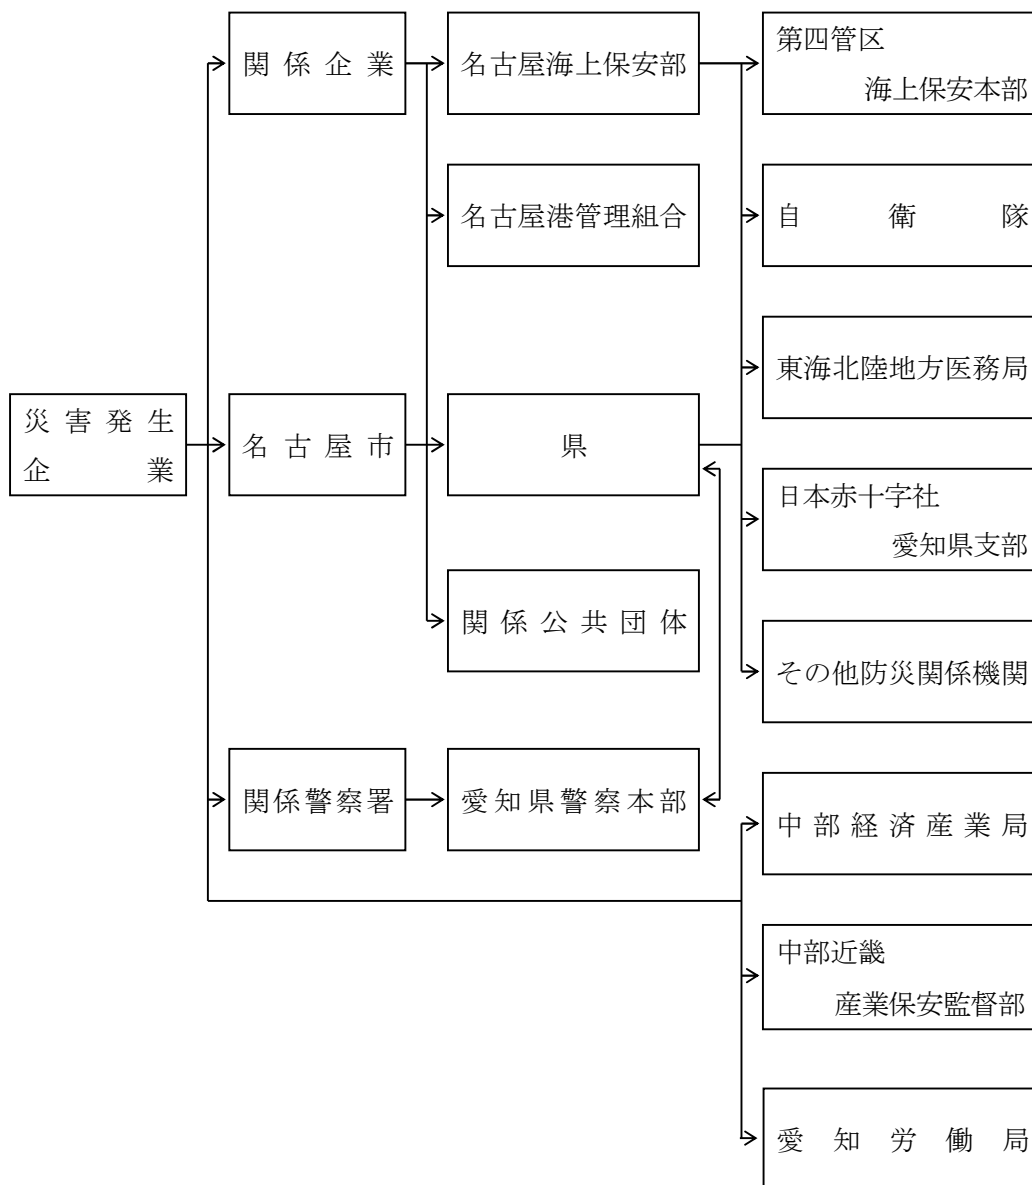 災害発生
企業
関係企業
名古屋市
関係警察署
名古屋海上保安部
名古屋港管理組合
県
関係公共団体
愛知県警察本部
第四管区
海上保安本部
自衛隊
東海北陸地方医務局
日本赤十字社
愛知県支部
その他防災関係機関
中部経済産業局
中部近畿
産業保安監督部
愛知労働局